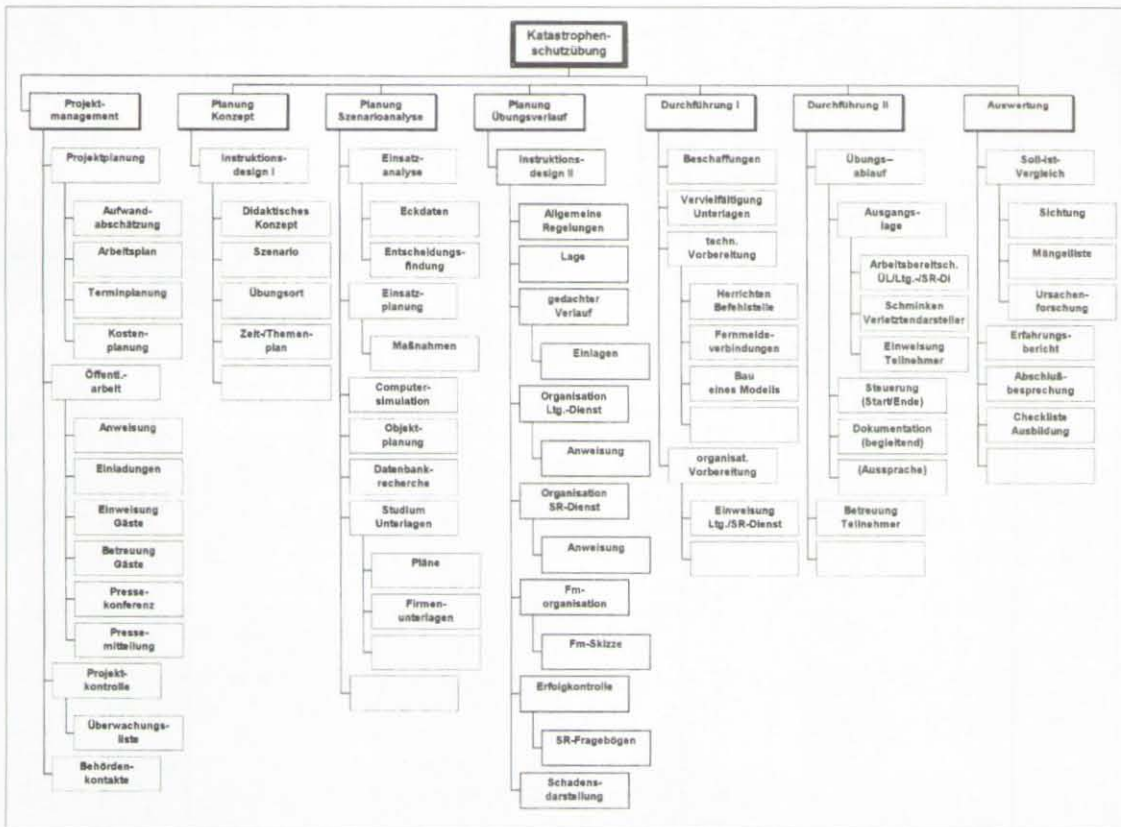 Katastrophen-
schutzübung
Projekt-
management
Projektplanung
Aufwand-
abschätzung
Arbeitsplan
Terminplanung
Kosten-
planung
Öffentl.-
arbeit
Anweisung
Einladungen
Einweisung
Gäste
Betreuung
Gäste
Presse-
konferenz
Presse-
mitteilung
Projekt-
kontrolle
Überwachungs-
liste
Behörden-
kontakte
Planung
Konzept
Instruktions-
design I
Didaktisches
Konzept
Szenario
Übungsort
Zeit-/Themen-
plan
Planung
Szenarioanalyse
Einsatz-
analyse
Eckdaten
Entscheidungs-
findung
Einsatz-
planung
Maßnahmen
Computer-
simulation
Objekt-
planung
Datenbank-
recherche
Studium
Unterlagen
Pläne
Firmen-
unterlagen
Planung
Übungsverlauf
Instruktions-
design II
Allgemeine
Regelungen
Lage
gedachter
Verlauf
Einlagen
Organisation
Ltg.-Dienst
Anweisung
Organisation
SR-Dienst
Anweisung
Fm-
organisation
Fm-Skizze
Erfolgkontrolle
SR-Fragebögen
Schadens-
darstellung
Durchführung I
Beschaffungen
Vervielfältigung
Unterlagen
techn.
Vorbereitung
Herrichten
Befehlstelle
Fernmelde-
verbindungen
Bau
eines Modells
organisat.
Vorbereitung
Einweisung
Ltg./SR-Dienst
Durchführung II
Übungs--
ablauf
Ausgangs-
lage
Arbeitsbereitsch.
ÜL/Ltg.-/SR-Di
Schminken
Verletztendarsteller
Einweisung
Teilnehmer
Steuerung
(Start/Ende)
Dokumentation
(begleitend)
(Aussprache)
Betreuung
Teilnehmer
Auswertung
Soll-ist-
Vergleich
Sichtung
Mängelliste
Ursachen-
forschung
Erfahrungs-
bericht
Abschluß-
besprechung
Checkliste
Ausbildung